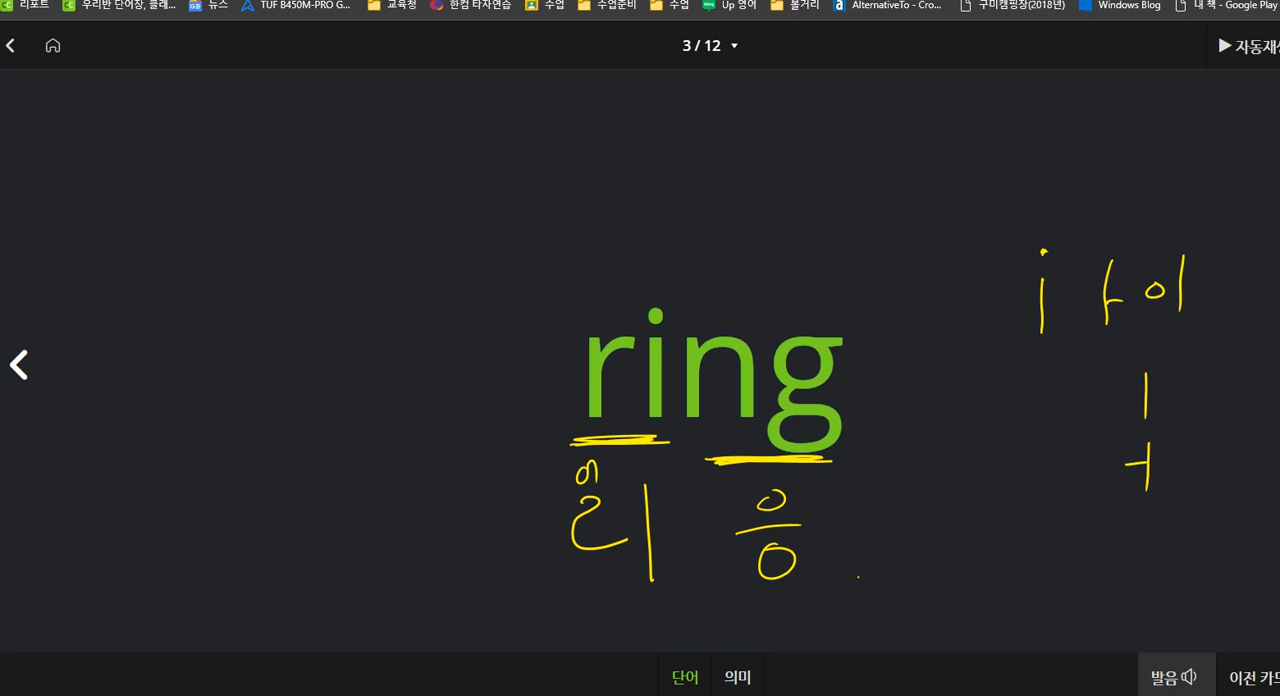 리포트 우리반 단어장, 클래... 뉴스 TUF B450M-PRO G... 교육청 한컴 타자연습 수업 수업준비 수업 Up 영어 볼거리 AlternativeTo - Cro... 구미캠핑장(2018년) Windows Blog 내 책 - Google Play
3 / 12
자동재생
i ㅏ이
ring
ㅣ
ㅓ
리 응
단어 의미 발음 이전 카드